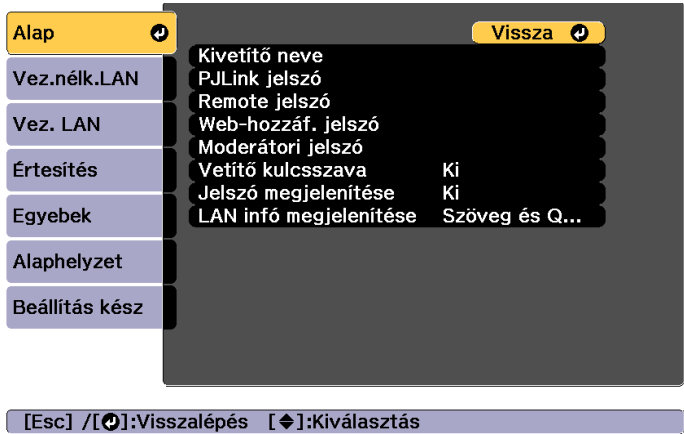 Alap
Vez.nélk.LAN
Vez. LAN
Értesítés
Egyebek
Alaphelyzet
Beállítás kész
Vissza
Kivetítő neve
PJLink jelszó
Remote jelszó
Web-hozzáf. jelszó
Moderátori jelszó
Vetítő kulcsszava Ki
Jelszó megjelenítése Ki
LAN infó megjelenítése Szöveg és Q...
[Esc] /[↵]:Visszalépés [◆]:Kiválasztás